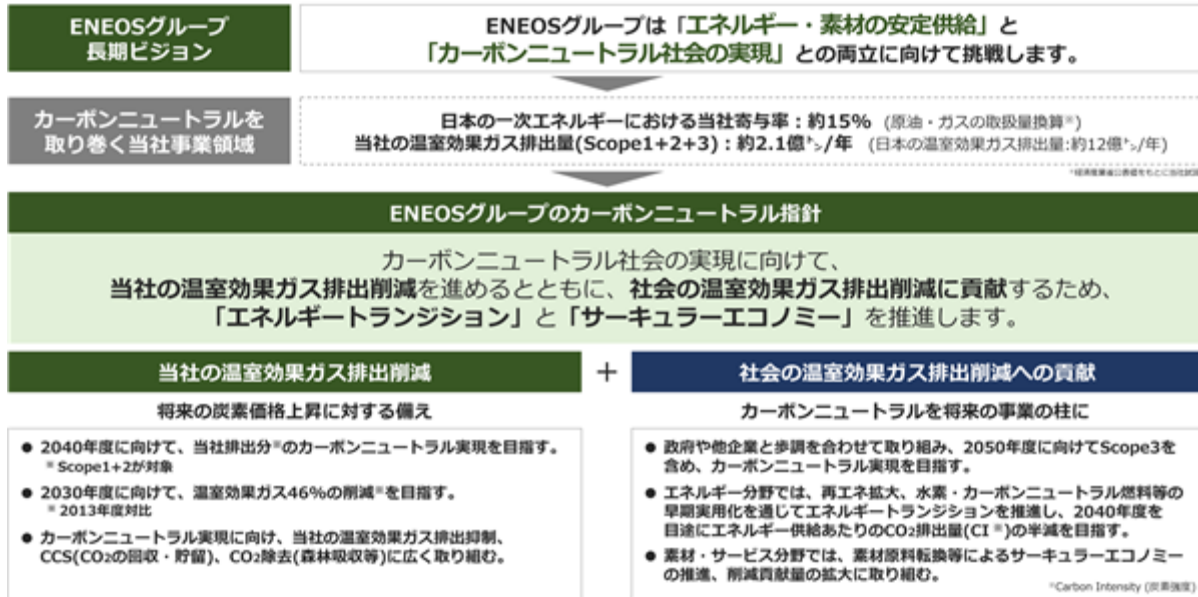 ENEOSグループ
長期ビジョン
ENEOSグループは「エネルギー・素材の安定供給」と
「カーボンニュートラル社会の実現」との両立に向けて挑戦します。
カーボンニュートラルを
取り巻く当社事業領域
日本の一次エネルギーにおける当社寄与率：約15% (原油・ガスの取扱量換算※)
当社の温室効果ガス排出量(Scope1+2+3)：約2.1億㌧/年 (日本の温室効果ガス排出量:約12億㌧/年)
※経済産業省公表値をもとに当社試算
ENEOSグループのカーボンニュートラル指針
カーボンニュートラル社会の実現に向けて、
当社の温室効果ガス排出削減を進めるとともに、社会の温室効果ガス排出削減に貢献するため、
「エネルギートランジション」と「サーキュラーエコノミー」を推進します。
当社の温室効果ガス排出削減
+
社会の温室効果ガス排出削減への貢献
将来の炭素価格上昇に対する備え
● 2040年度に向けて、当社排出分※のカーボンニュートラル実現を目指す。
※ Scope1+2が対象
● 2030年度に向けて、温室効果ガス46%の削減※を目指す。
※ 2013年度対比
● カーボンニュートラル実現に向け、当社の温室効果ガス排出抑制、
CCS(CO₂の回収・貯留)、CO₂除去(森林吸収等)に広く取り組む。
カーボンニュートラルを将来の事業の柱に
● 政府や他企業と歩調を合わせて取り組み、2050年度に向けてScope3を
含め、カーボンニュートラル実現を目指す。
● エネルギー分野では、再エネ拡大、水素・カーボンニュートラル燃料等の
早期実用化を通じてエネルギートランジションを推進し、2040年度を
目途にエネルギー供給あたりのCO₂排出量(CI ※)の半減を目指す。
● 素材・サービス分野では、素材原料転換等によるサーキュラーエコノミー
の推進、削減貢献量の拡大に取り組む。
※Carbon Intensity (炭素強度)